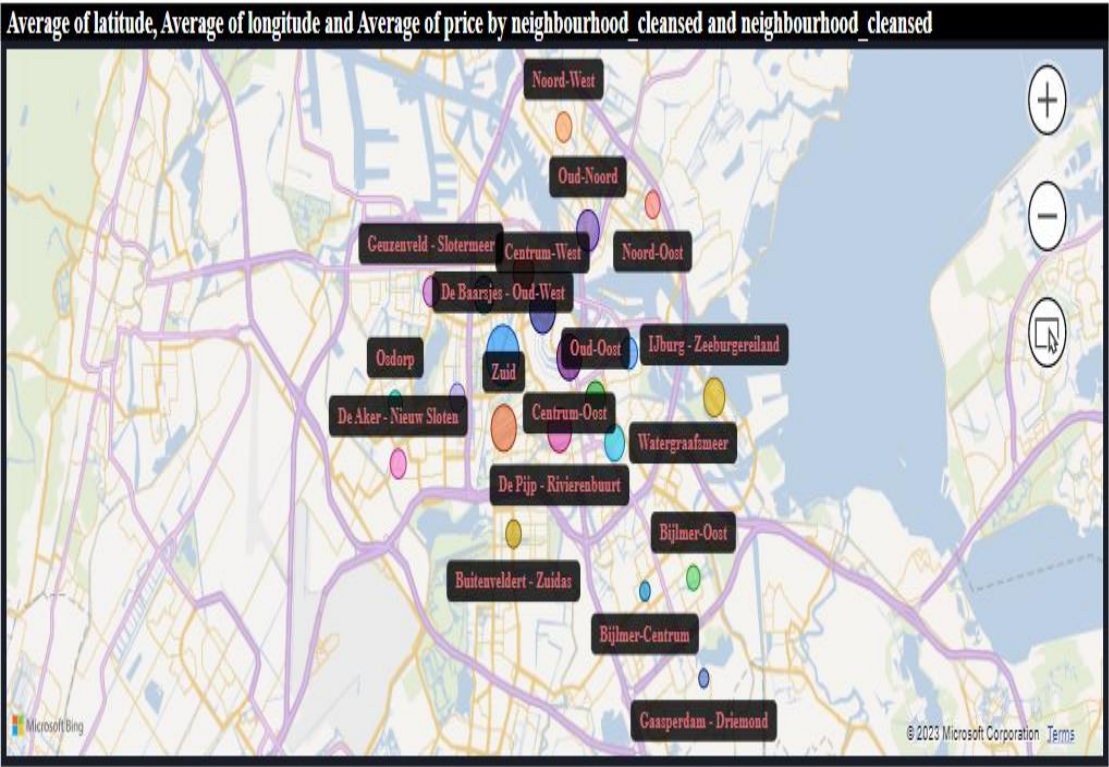 Average of latitude, Average of longitude and Average of price by neighbourhood_cleansed and neighbourhood_cleansed
Noord-West
Oud-Noord
Geuzenveld - Slotermeer
Centrum-West
Noord-Oost
De Baarsjes - Oud-West
Osdorp
Zuid
Oud-Oost
IJburg - Zeeburgereiland
De Aker - Nieuw Sloten
Centrum-Oost
Watergraafsmeer
De Pijp - Rivierenbuurt
Bijlmer-Oost
Buitenveldert - Zuidas
Bijlmer-Centrum
Gaasperdam - Driemond
Microsoft Bing
© 2023 Microsoft Corporation Terms